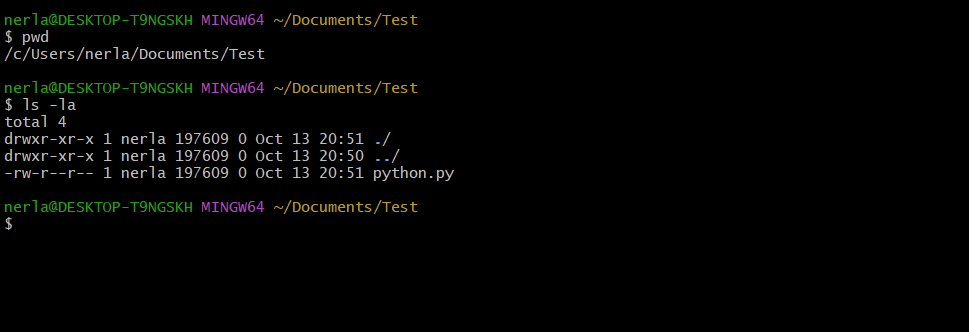 nerla@DESKTOP-T9NGSKH MINGW64 ~/Documents/Test
$ pwd
/c/Users/nerla/Documents/Test
nerla@DESKTOP-T9NGSKH MINGW64 ~/Documents/Test
$ ls -la
total 4
drwxr-xr-x 1 nerla 197609 0 Oct 13 20:51 ./
drwxr-xr-x 1 nerla 197609 0 Oct 13 20:50 ../
-rw-r--r-- 1 nerla 197609 0 Oct 13 20:51 python.py
nerla@DESKTOP-T9NGSKH MINGW64 ~/Documents/Test
$